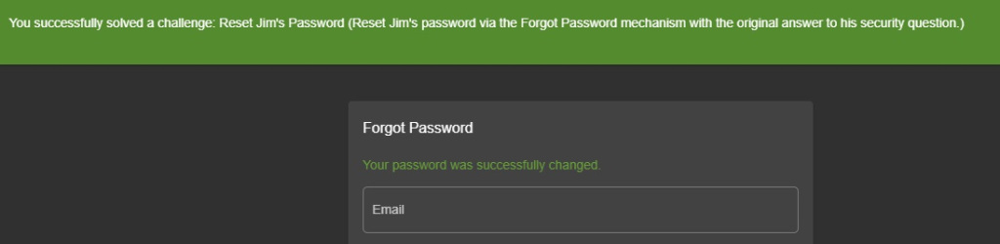 You successfully solved a challenge: Reset Jim's Password (Reset Jim's password via the Forgot Password mechanism with the original answer to his security question.)
Forgot Password
Your password was successfully changed.
Email